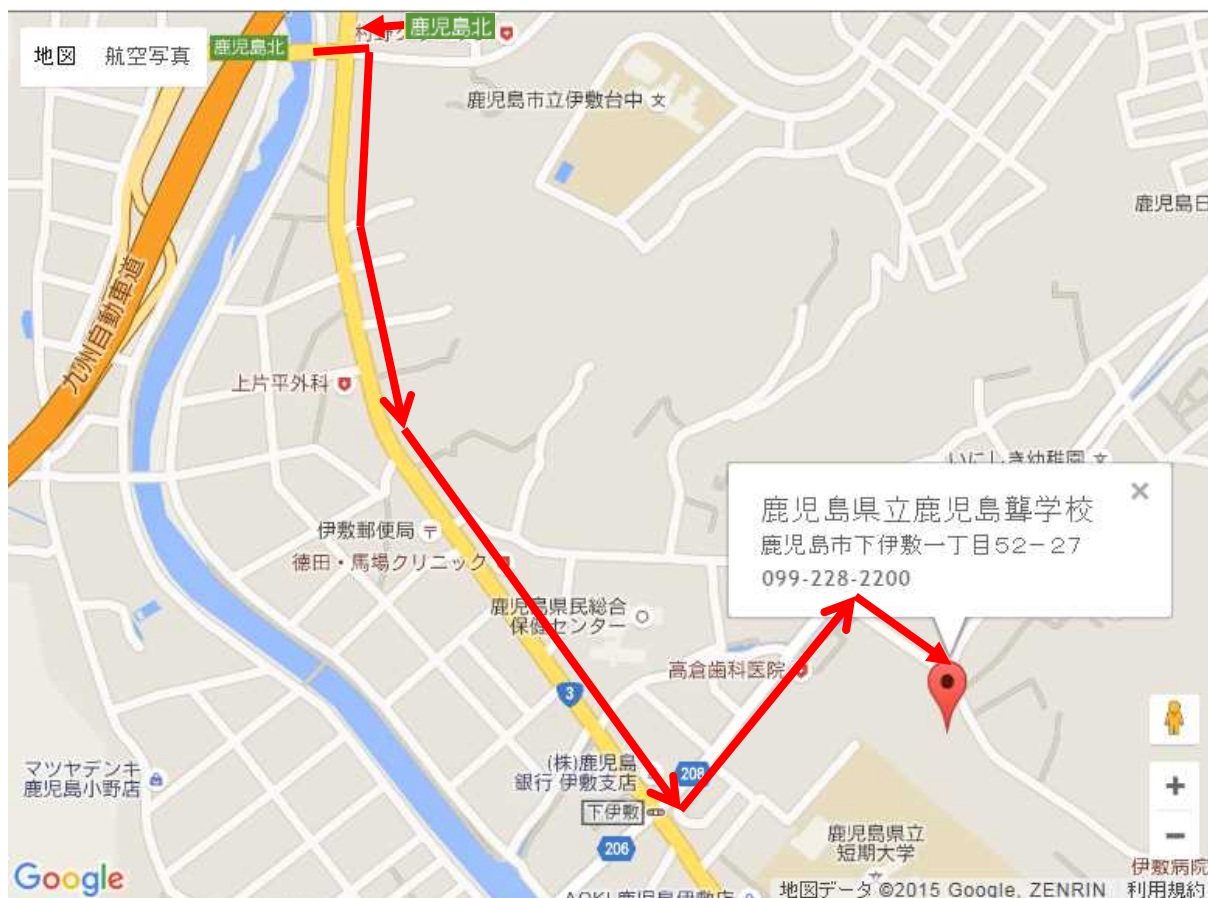 地図 航空写真
鹿児島北
鹿児島北
鹿児島市立伊敷台中
鹿児島日
九州自動車道
上片平外科
いにしき幼稚園
鹿児島県立鹿児島聾学校
鹿児島市下伊敷一丁目52-27
099-228-2200
伊敷郵便局
徳田・馬場クリニック
鹿児島県民総合
保健センター
高倉歯科医院
3
(株)鹿児島
銀行 伊敷支店
208
マツヤデンキ
鹿児島小野店
下伊敷
206
鹿児島県立
短期大学
伊敷病院
Google
AOKI 鹿児島伊敷店
地図データ ©2015 Google, ZENRIN 利用規約